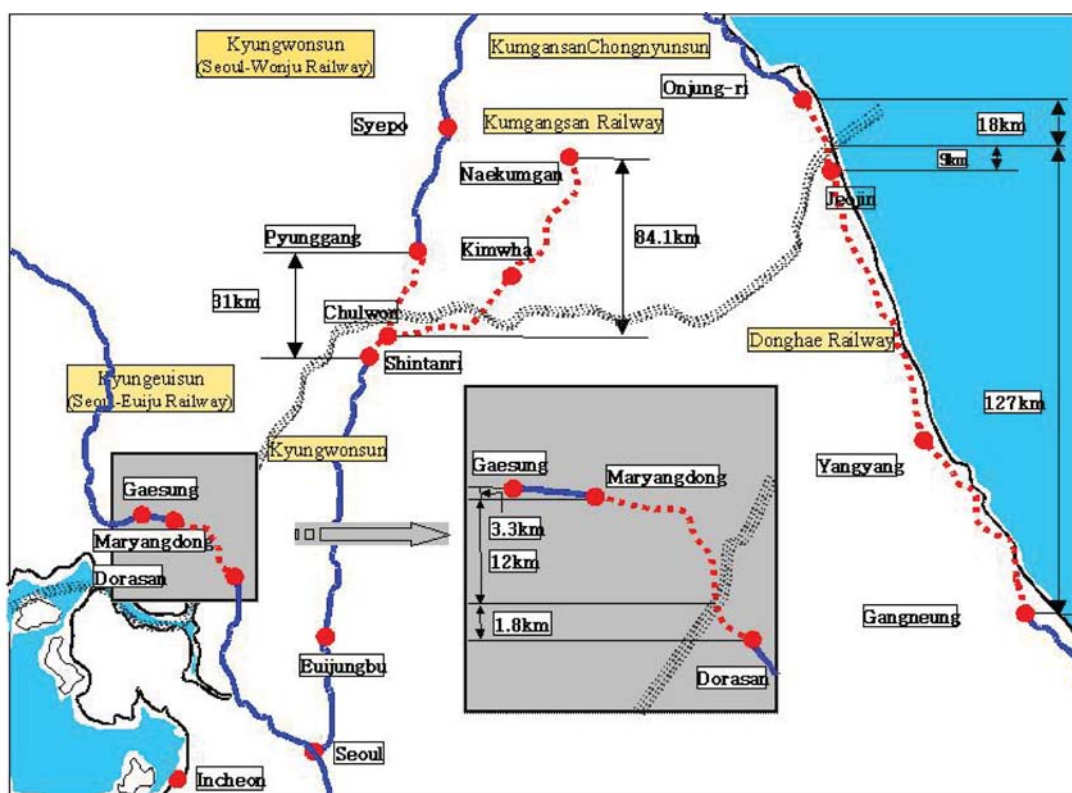 Kyungwonsun
(Seoul-Wonju Railway)
KumgansanChongnyunsun
Onjung-ri
18km
Syepo
Kumgangsan Railway
9km
Naekumgan
Jeojin
Pyunggang
Kimwha
84.1km
31km
Chulwon
Donghae Railway
Shintanri
Kyungeuisun
(Seoul-Euiju Railway)
127km
Kyungwonsun
Yangyang
Gaesung
Maryangdong
Gaesung
3.3km
Maryangdong
12km
Dorasan
Gangneung
1.8km
Euijungbu
Dorasan
Seoul
Incheon